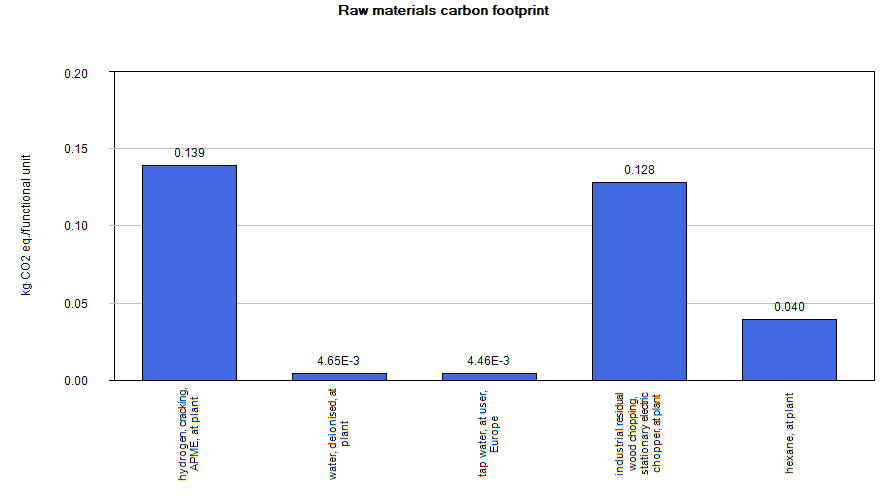 Raw materials carbon footprint
kg CO2 eq./functional unit
0.20
0.15
0.10
0.05
0.00
0.139
4.65E-3
4.46E-3
0.128
0.040
hydrogen, cracking,
APME, at plant
water, deionised, at
plant
tap water, at user,
Europe
industrial residual
wood chopping,
stationary electric
chopper, at plant
hexane, at plant